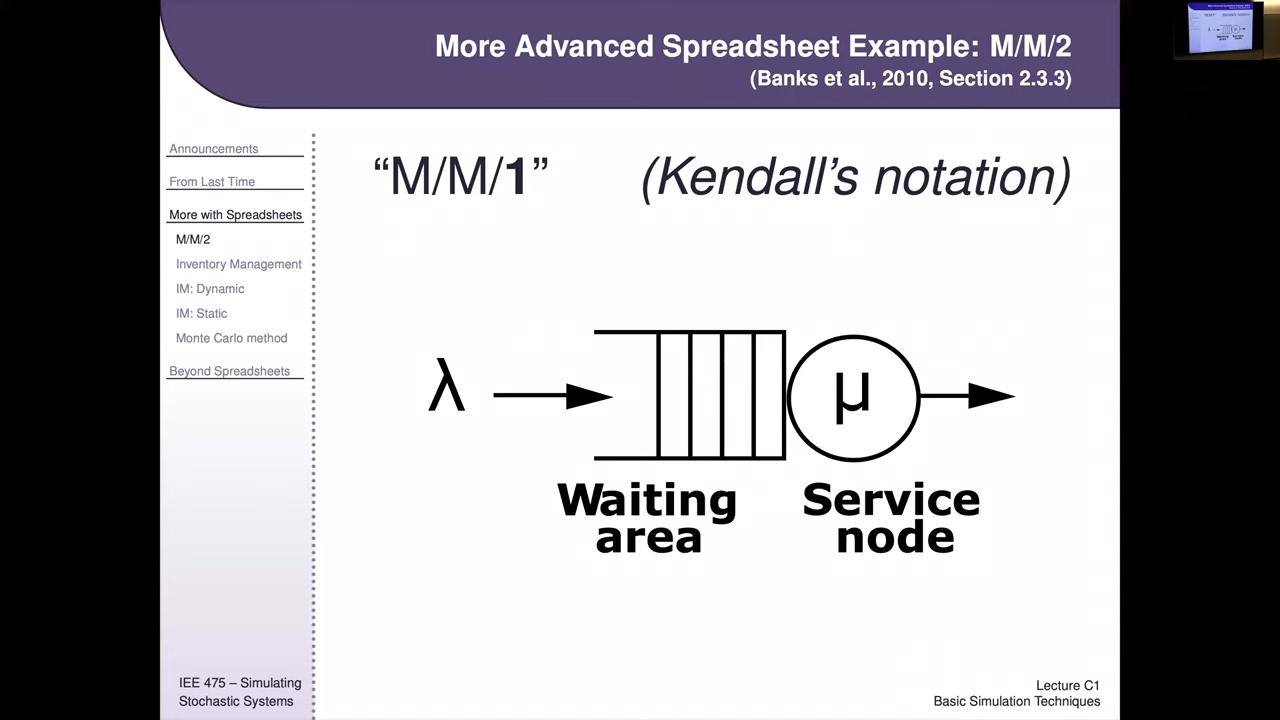 More Advanced Spreadsheet Example: M/M/2
(Banks et al., 2010, Section 2.3.3)
Announcements
From Last Time
More with Spreadsheets
M/M/2
Inventory Management
IM: Dynamic
IM: Static
Monte Carlo method
Beyond Spreadsheets
“M/M/1” (Kendall’s notation)
λ
μ
Waiting
area
Service
node
IEE 475 – Simulating
Stochastic Systems
Lecture C1
Basic Simulation Techniques